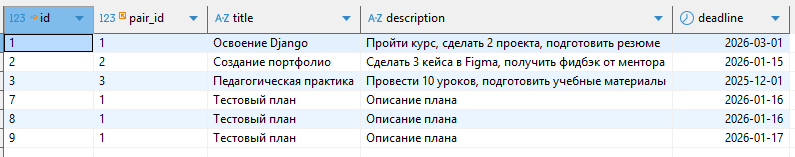 123 id 123 pair_id A-Z title A-Z description deadline
1 1 Освоение Django Пройти курс, сделать 2 проекта, подготовить резюме 2026-03-01
2 2 Создание портфолио Сделать 3 кейса в Figma, получить фидбэк от ментора 2026-01-15
3 3 Педагогическая практика Провести 10 уроков, подготовить учебные материалы 2025-12-01
7 1 Тестовый план Описание плана 2026-01-16
8 1 Тестовый план Описание плана 2026-01-16
9 1 Тестовый план Описание плана 2026-01-17